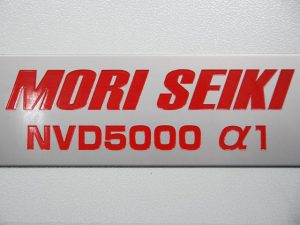 MORI SEIKI
NVD5000 α1